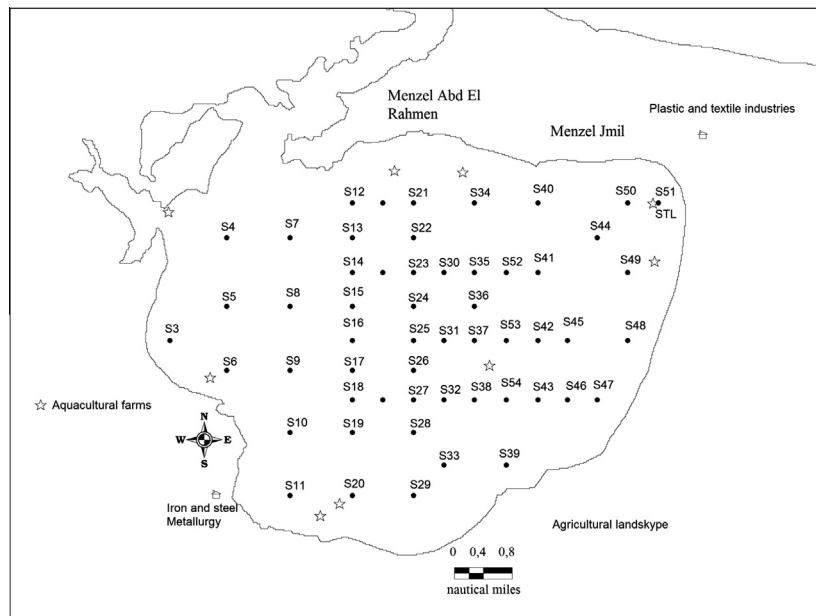 Menzel Abd El
Rahmen
Plastic and textile industries
Menzel Jmil
S12 S21 S34 S40 S50 S51
STL
S4 S7 S13 S22 S44
S14 S23 S30 S35 S52 S41 S49
S5 S8 S15 S24 S36
S3 S16 S25 S31 S37 S53 S42 S45 S48
S6 S9 S17 S26
S18 S27 S32 S38 S54 S43 S46 S47
Aquacultural farms
N
W E
S
S10 S19 S28
S33 S39
S11 S20 S29
Iron and steel
Metallurgy
Agricultural landskype
0 0,4 0,8
nautical miles